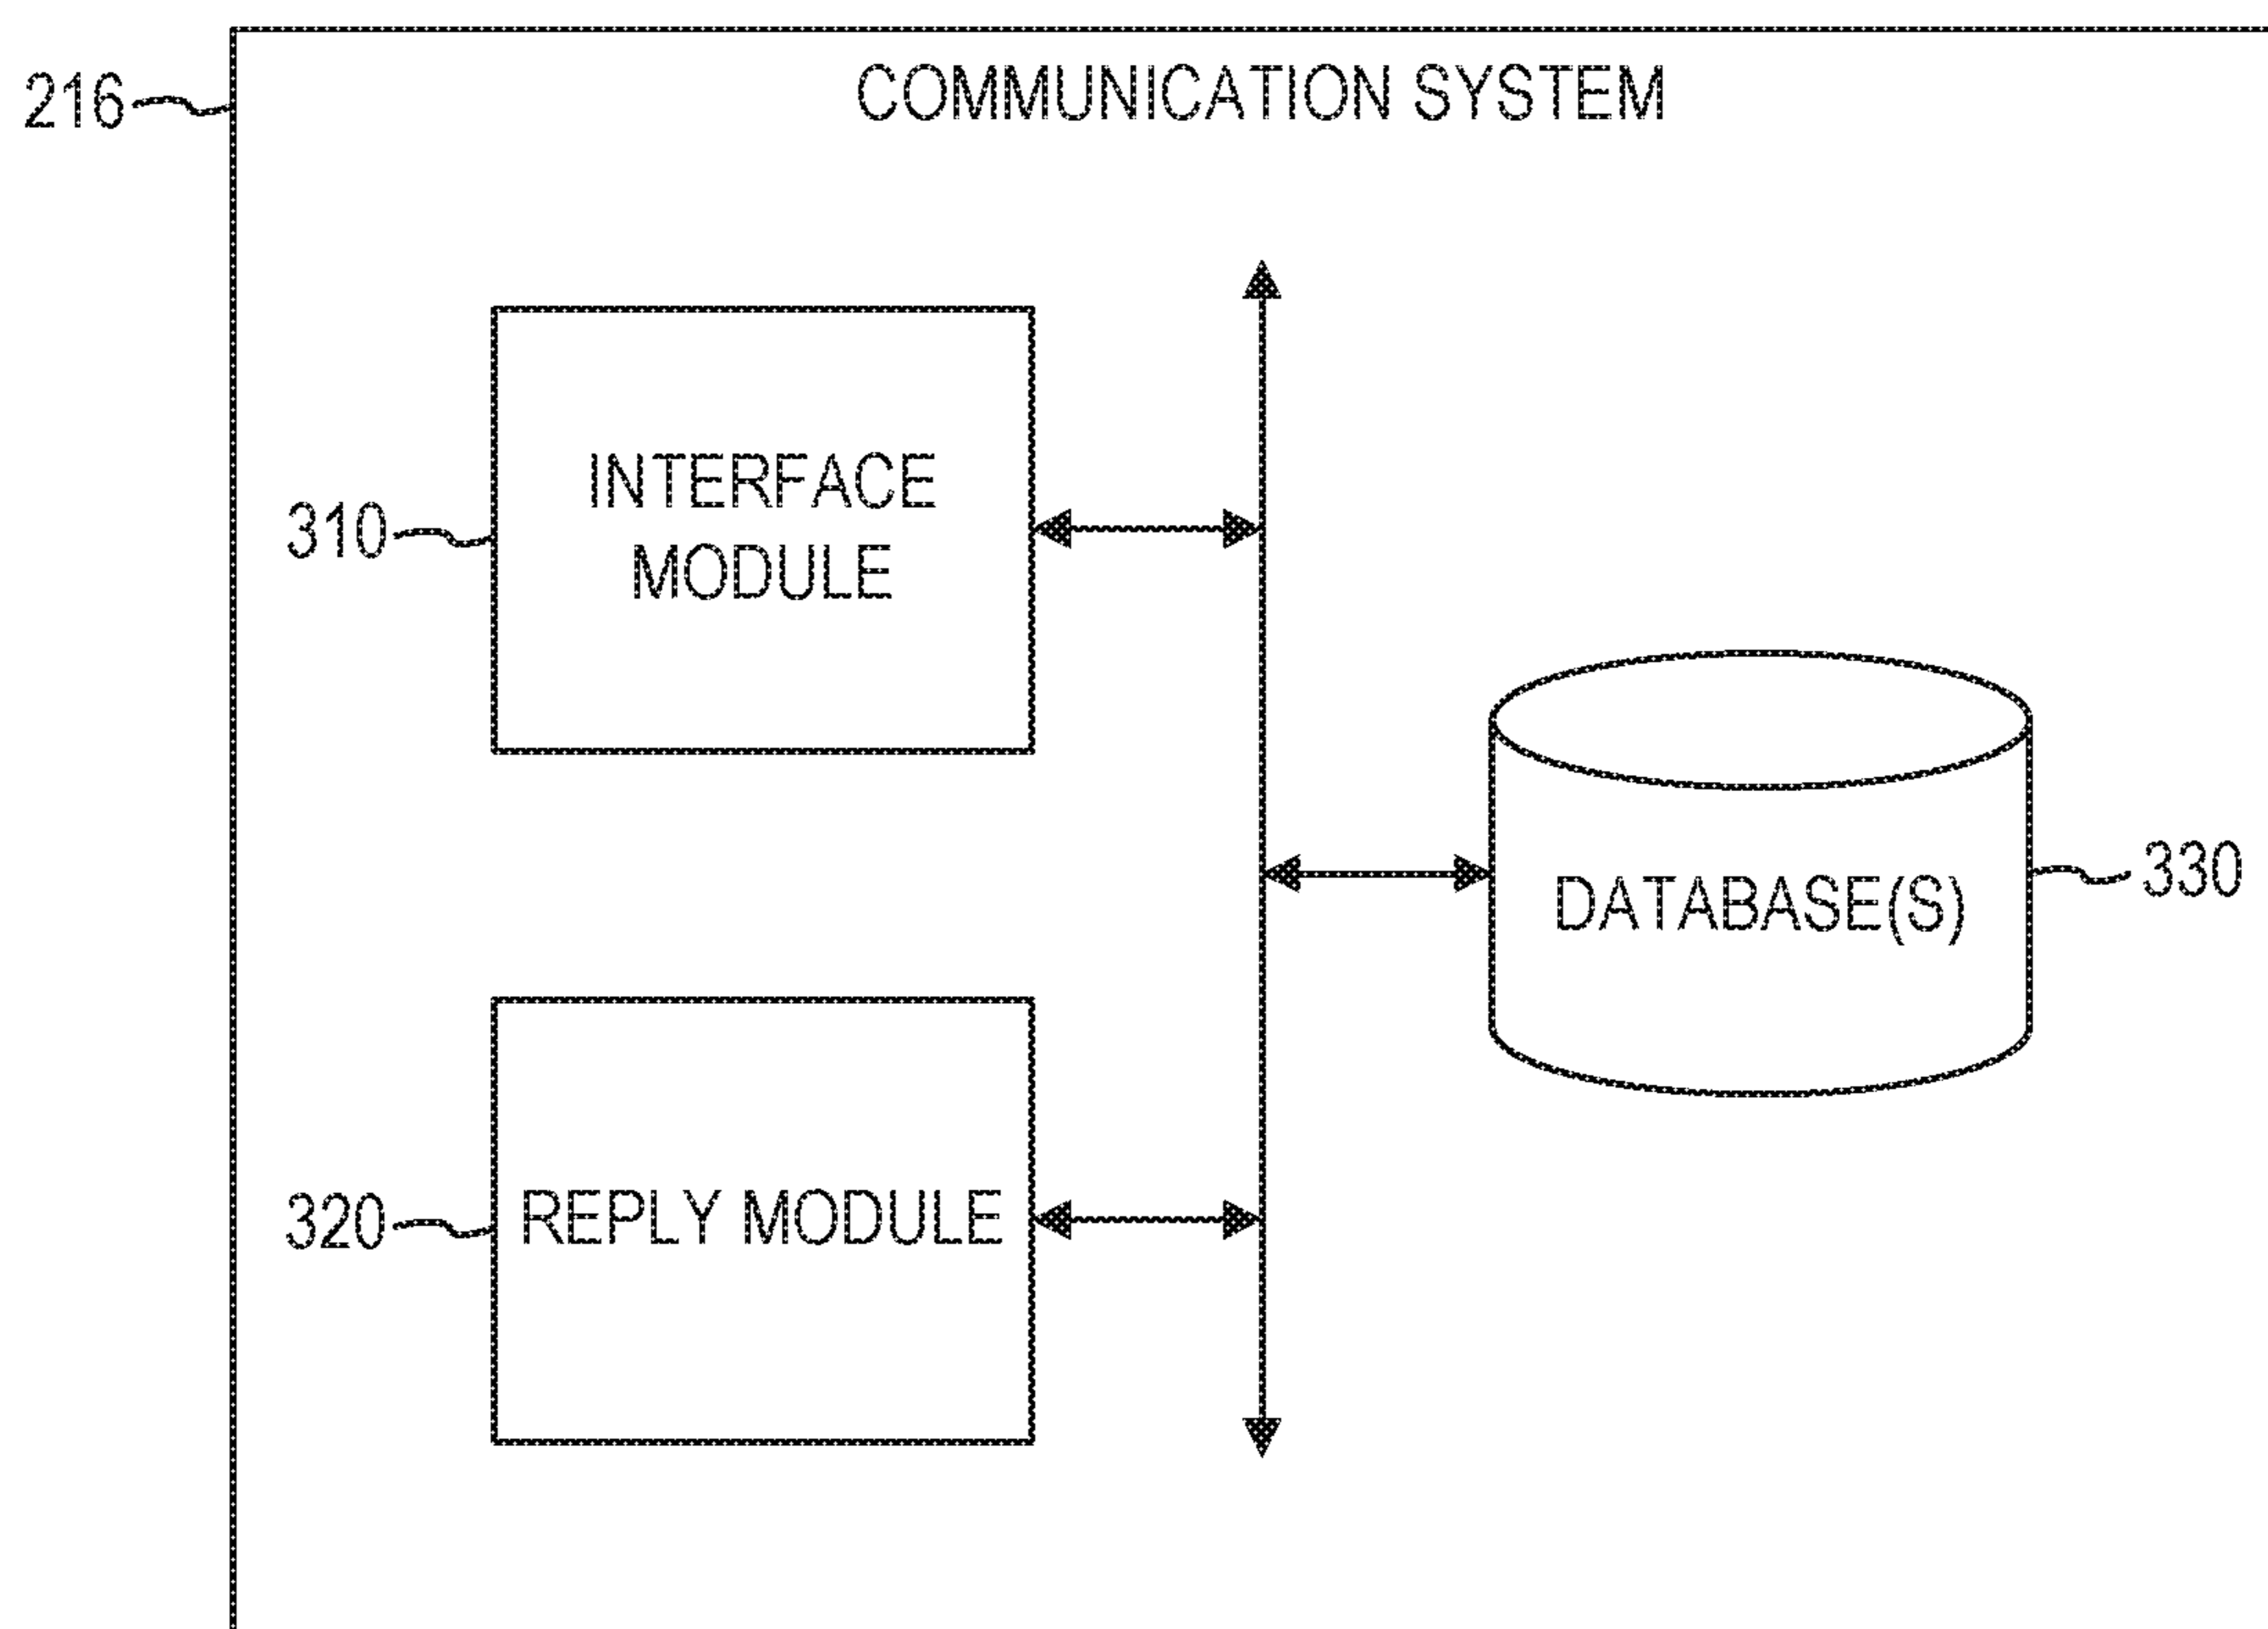 216
COMMUNICATION SYSTEM
310
INTERFACE
MODULE
DATABASE(S)
330
320
REPLY MODULE